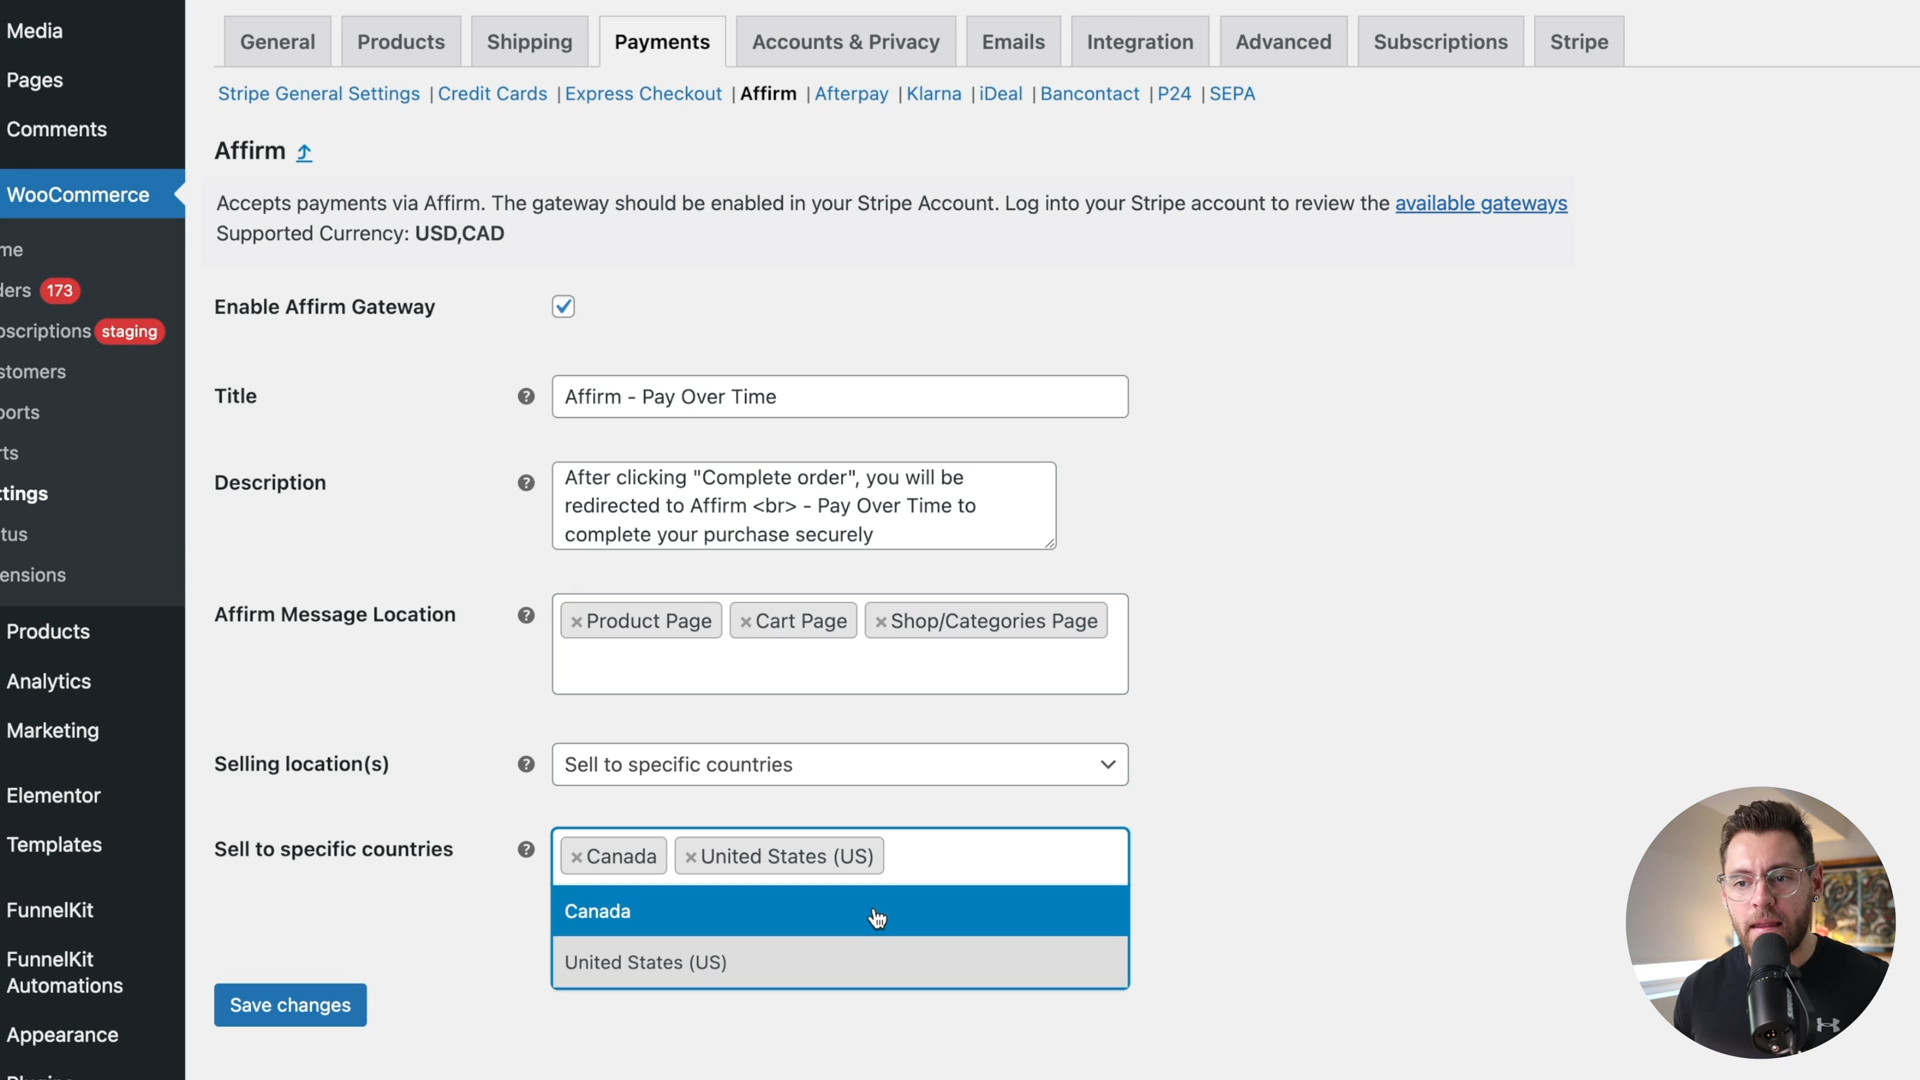 Media
Pages
Comments
WooCommerce
me
ders 173
bscriptions staging
stomers
ports
rts
ttings
tus
ensions
Products
Analytics
Marketing
Elementor
Templates
FunnelKit
FunnelKit
Automations
Appearance
General Products Shipping Payments Accounts & Privacy Emails Integration Advanced Subscriptions Stripe
Stripe General Settings | Credit Cards | Express Checkout | Affirm | Afterpay | Klarna | iDeal | Bancontact | P24 | SEPA
Affirm
Accepts payments via Affirm. The gateway should be enabled in your Stripe Account. Log into your Stripe account to review the available gateways
Supported Currency: USD,CAD
Enable Affirm Gateway
Title ? Affirm - Pay Over Time
Description ? After clicking "Complete order", you will be
redirected to Affirm <br> - Pay Over Time to
complete your purchase securely
Affirm Message Location ? ×Product Page ×Cart Page ×Shop/Categories Page
Selling location(s) ? Sell to specific countries
Sell to specific countries ? ×Canada ×United States (US)
Canada
United States (US)
Save changes